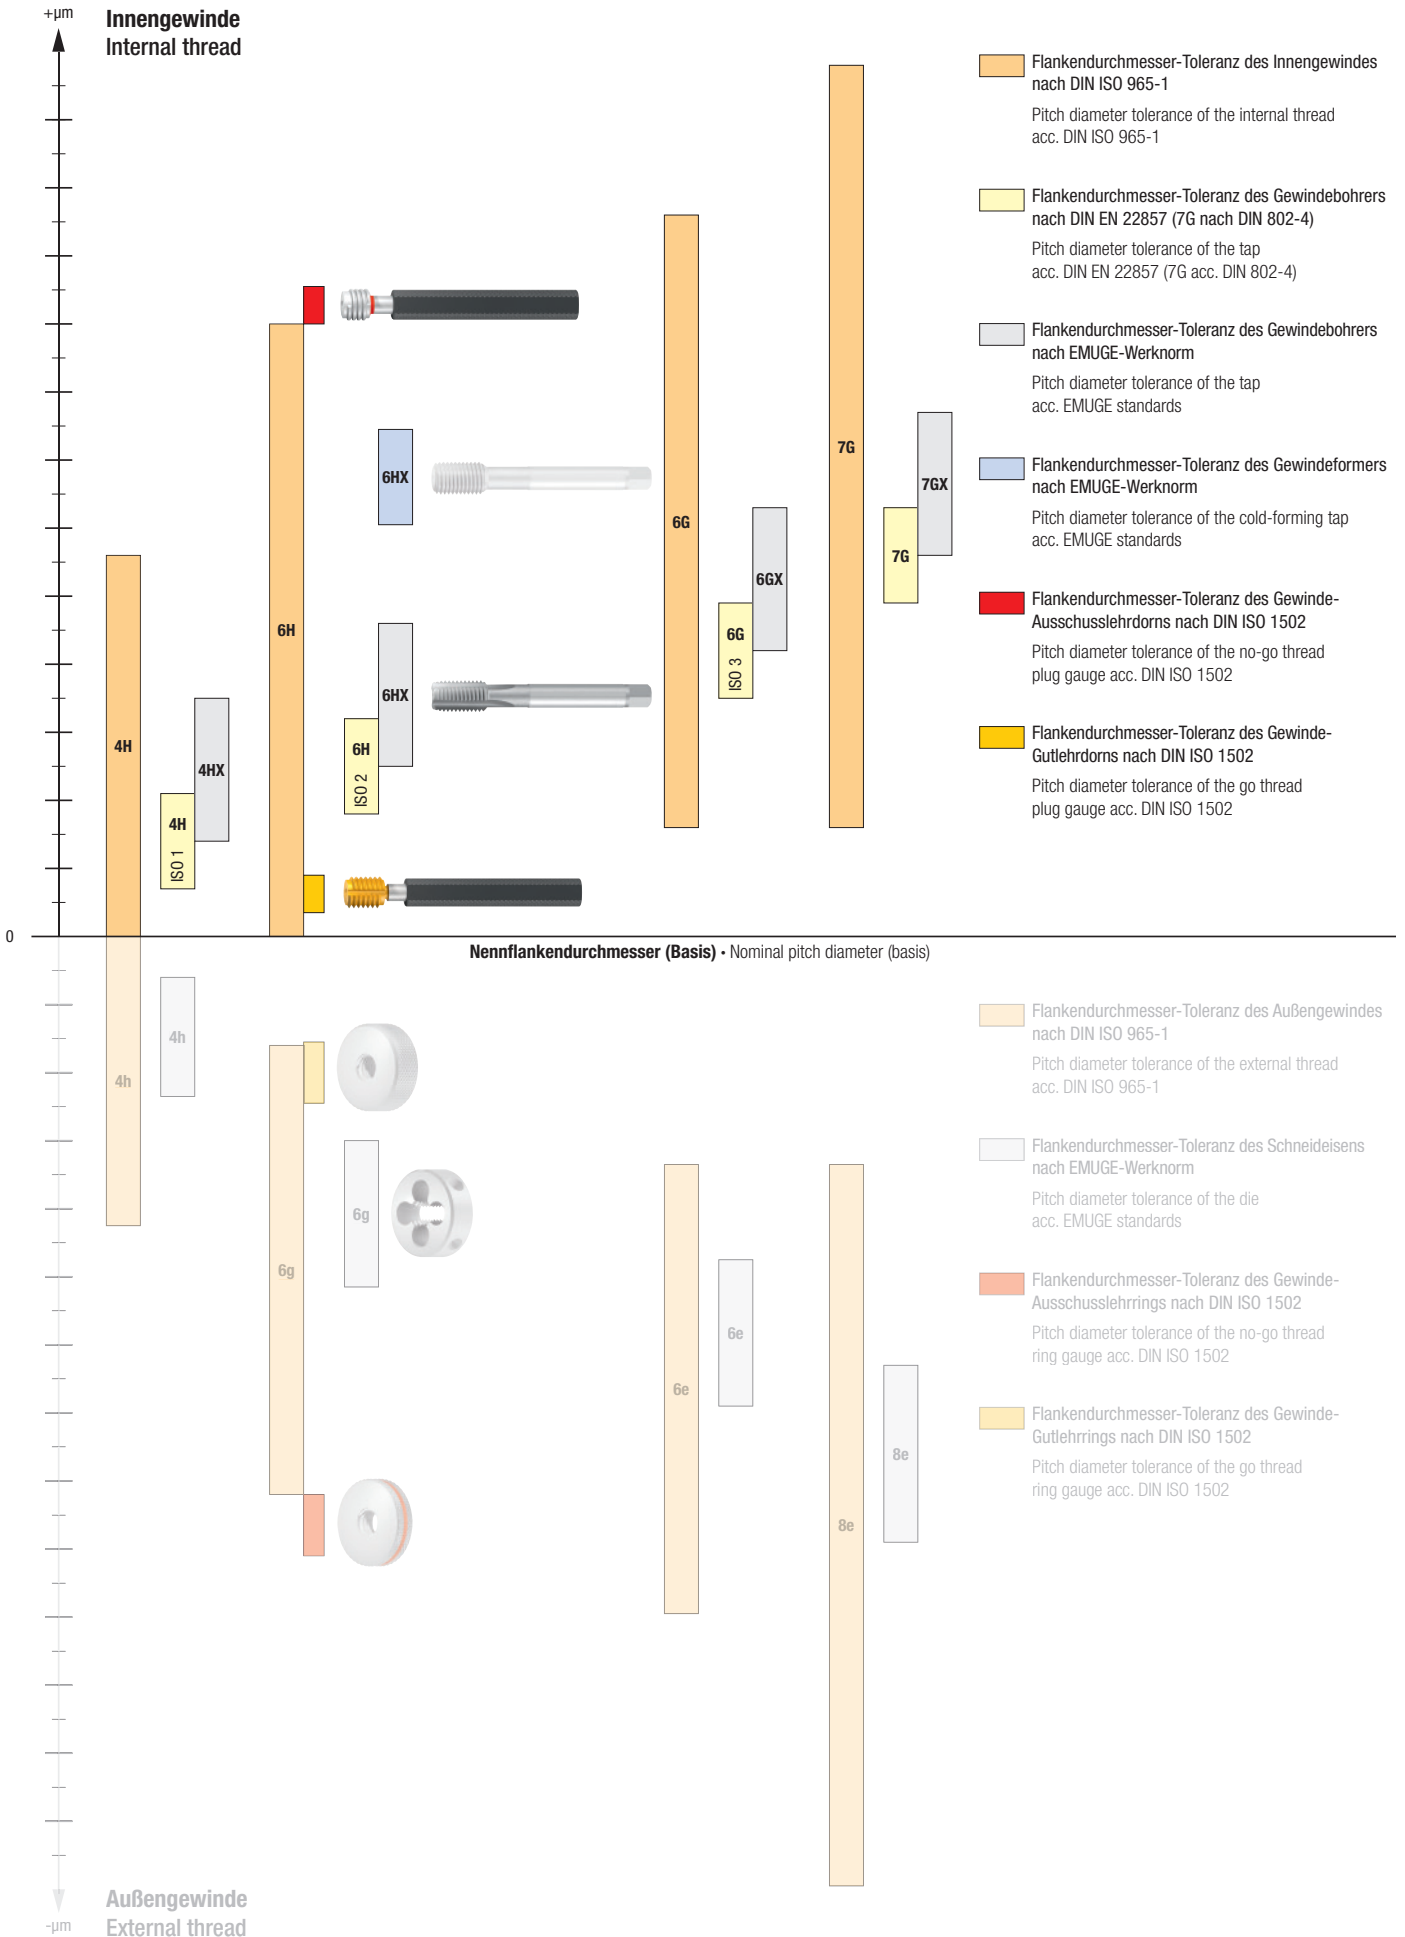 +µm
Innengewinde
Internal thread
Flankendurchmesser-Toleranz des Innengewindes
nach DIN ISO 965-1
Pitch diameter tolerance of the internal thread
acc. DIN ISO 965-1
Flankendurchmesser-Toleranz des Gewindebohrers
nach DIN EN 22857 (7G nach DIN 802-4)
Pitch diameter tolerance of the tap
acc. DIN EN 22857 (7G acc. DIN 802-4)
Flankendurchmesser-Toleranz des Gewindebohrers
nach EMUGE-Werknorm
Pitch diameter tolerance of the tap
acc. EMUGE standards
Flankendurchmesser-Toleranz des Gewindeformers
nach EMUGE-Werknorm
Pitch diameter tolerance of the cold-forming tap
acc. EMUGE standards
Flankendurchmesser-Toleranz des Gewinde-
Ausschusslehrdorns nach DIN ISO 1502
Pitch diameter tolerance of the no-go thread
plug gauge acc. DIN ISO 1502
Flankendurchmesser-Toleranz des Gewinde-
Gutlehrdorns nach DIN ISO 1502
Pitch diameter tolerance of the go thread
plug gauge acc. DIN ISO 1502
4H
4H
ISO 1
4HX
6H
6HX
6H
ISO 2
6HX
6G
6G
ISO 3
6GX
7G
7G
7GX
0
Nennflankendurchmesser (Basis) • Nominal pitch diameter (basis)
4h
4h
6g
6g
6e
6e
8e
8e
Flankendurchmesser-Toleranz des Außengewindes
nach DIN ISO 965-1
Pitch diameter tolerance of the external thread
acc. DIN ISO 965-1
Flankendurchmesser-Toleranz des Schneideisens
nach EMUGE-Werknorm
Pitch diameter tolerance of the die
acc. EMUGE standards
Flankendurchmesser-Toleranz des Gewinde-
Ausschusslehrrings nach DIN ISO 1502
Pitch diameter tolerance of the no-go thread
ring gauge acc. DIN ISO 1502
Flankendurchmesser-Toleranz des Gewinde-
Gutlehrrings nach DIN ISO 1502
Pitch diameter tolerance of the go thread
ring gauge acc. DIN ISO 1502
-µm
Außengewinde
External thread